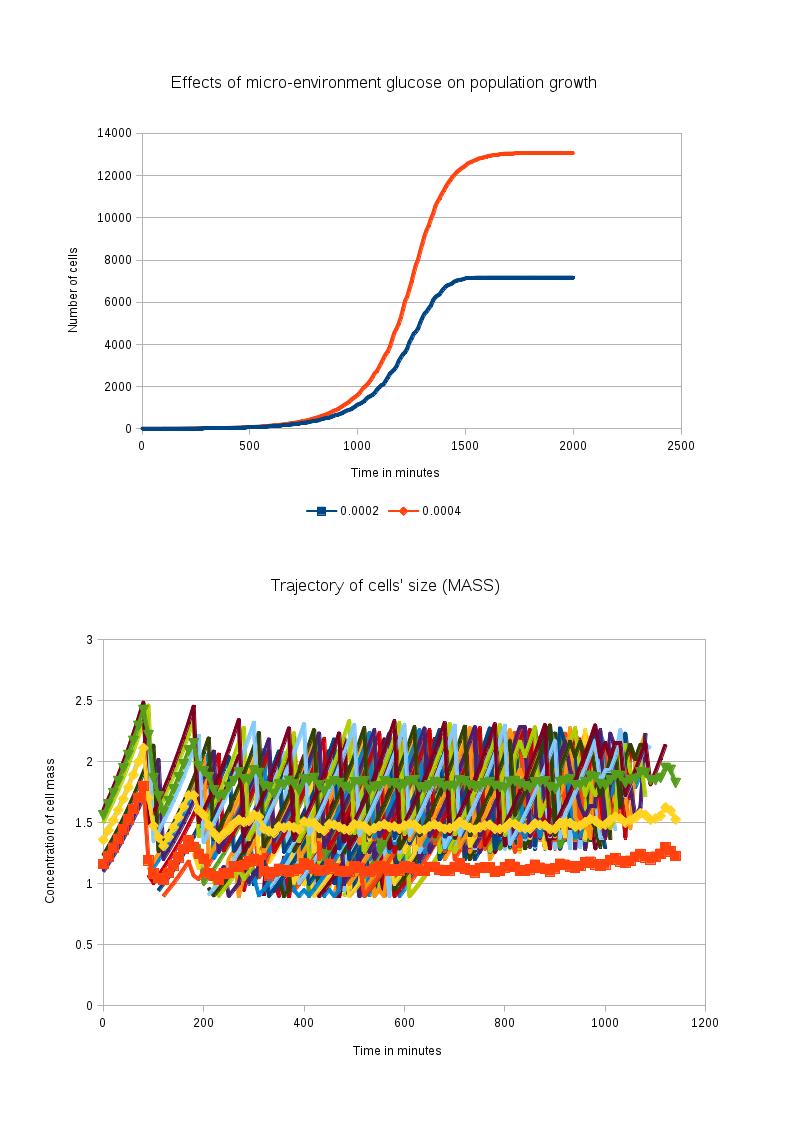 Effects of micro-environment glucose on population growth
14000
12000
10000
8000
6000
4000
2000
0
Number of cells
0 500 1000 1500 2000 2500
Time in minutes
0.0002 0.0004
Trajectory of cells' size (MASS)
3
2.5
2
1.5
1
0.5
0
Concentration of cell mass
0 200 400 600 800 1000 1200
Time in minutes